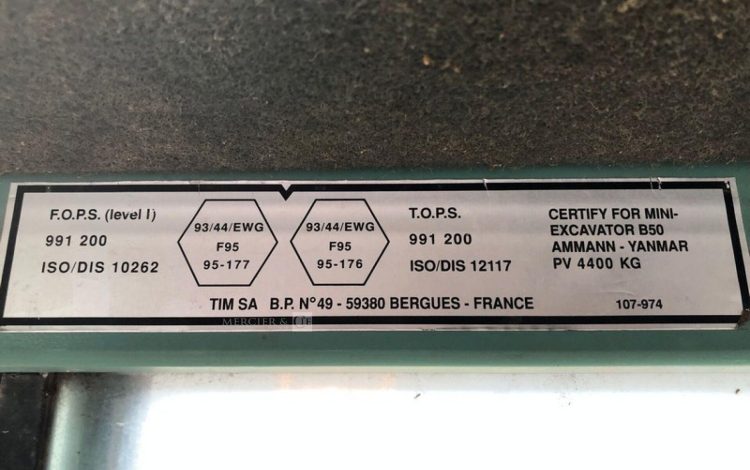 F.O.P.S. (level I)
991 200
ISO/DIS 10262
93/44/EWG
F95
95-177
93/44/EWG
F95
95-176
T.O.P.S.
991 200
ISO/DIS 12117
CERTIFY FOR MINI-
EXCAVATOR B50
AMMANN - YANMAR
PV 4400 KG
TIM SA B.P. N°49 - 59380 BERGUES - FRANCE
107-974
MERCIER & CIE